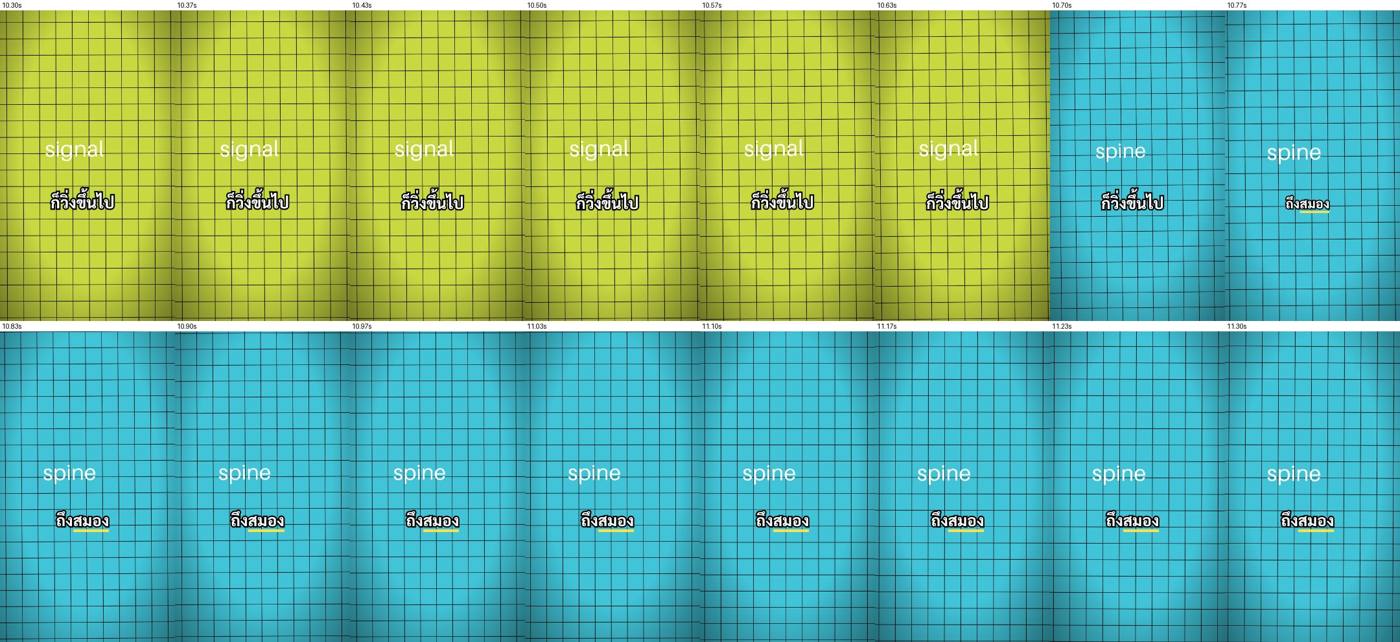 10.30s 10.37s 10.43s 10.50s 10.57s 10.63s 10.70s 10.77s
signal signal signal signal signal signal spine spine
ก็วิ่งขึ้นไป ก็วิ่งขึ้นไป ก็วิ่งขึ้นไป ก็วิ่งขึ้นไป ก็วิ่งขึ้นไป ก็วิ่งขึ้นไป ก็วิ่งขึ้นไป ถึงสมอง
10.83s 10.90s 10.97s 11.03s 11.10s 11.17s 11.23s 11.30s
spine spine spine spine spine spine spine spine
ถึงสมอง ถึงสมอง ถึงสมอง ถึงสมอง ถึงสมอง ถึงสมอง ถึงสมอง ถึงสมอง